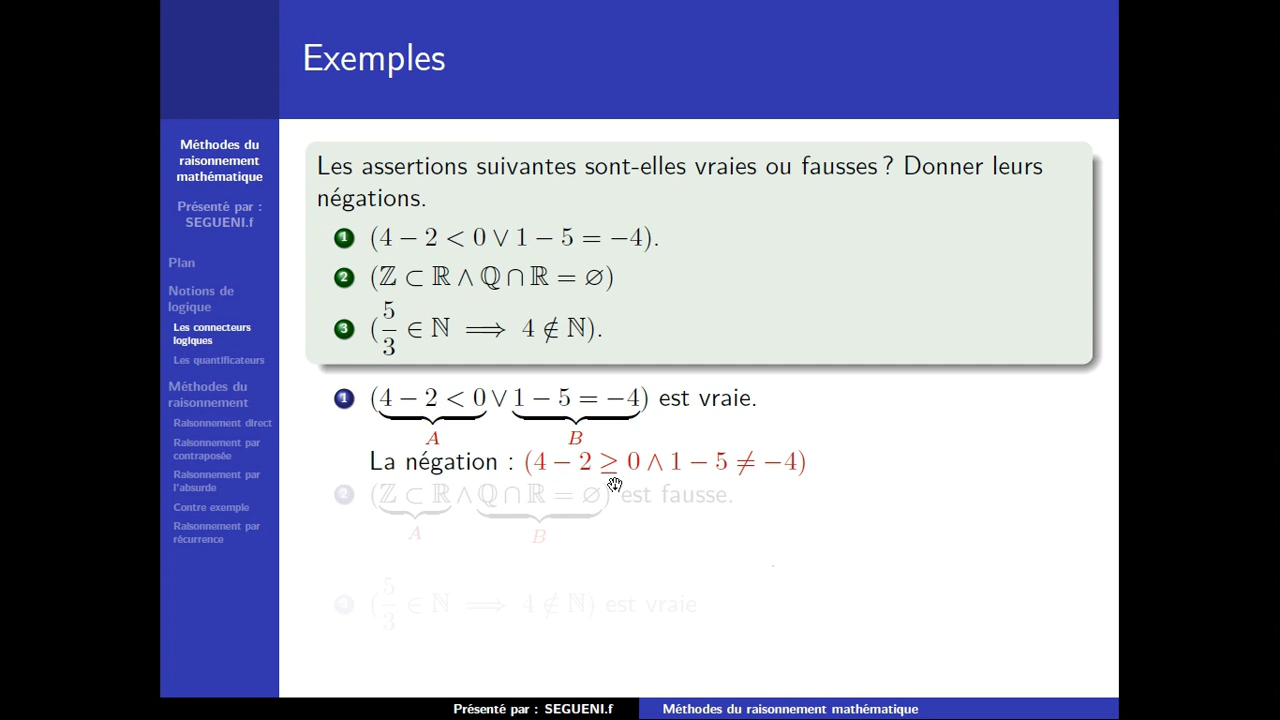 Exemples
Méthodes du
raisonnement
mathématique
Présenté par :
SEGUENI.f
Plan
Notions de
logique
Les connecteurs
logiques
Les quantificateurs
Méthodes du
raisonnement
Raisonnement direct
Raisonnement par
contraposée
Raisonnement par
l'absurde
Contre exemple
Raisonnement par
récurrence
Les assertions suivantes sont-elles vraies ou fausses ? Donner leurs
négations.
1 (4 − 2 < 0 ∨ 1 − 5 = −4).
2 (ℤ ⊂ ℝ ∧ ℚ ∩ ℝ = ∅)
3 (5/3 ∈ ℕ ⟹ 4 ∉ ℕ).
1 (4 − 2 < 0 ∨ 1 − 5 = −4) est vraie.
A B
La négation : (4 − 2 ≥ 0 ∧ 1 − 5 ≠ −4)
2 (ℤ ⊂ ℝ ∧ ℚ ∩ ℝ = ∅) est fausse.
A B
3 (5/3 ∈ ℕ ⟹ 4 ∉ ℕ) est vraie
Présenté par : SEGUENI.f Méthodes du raisonnement mathématique